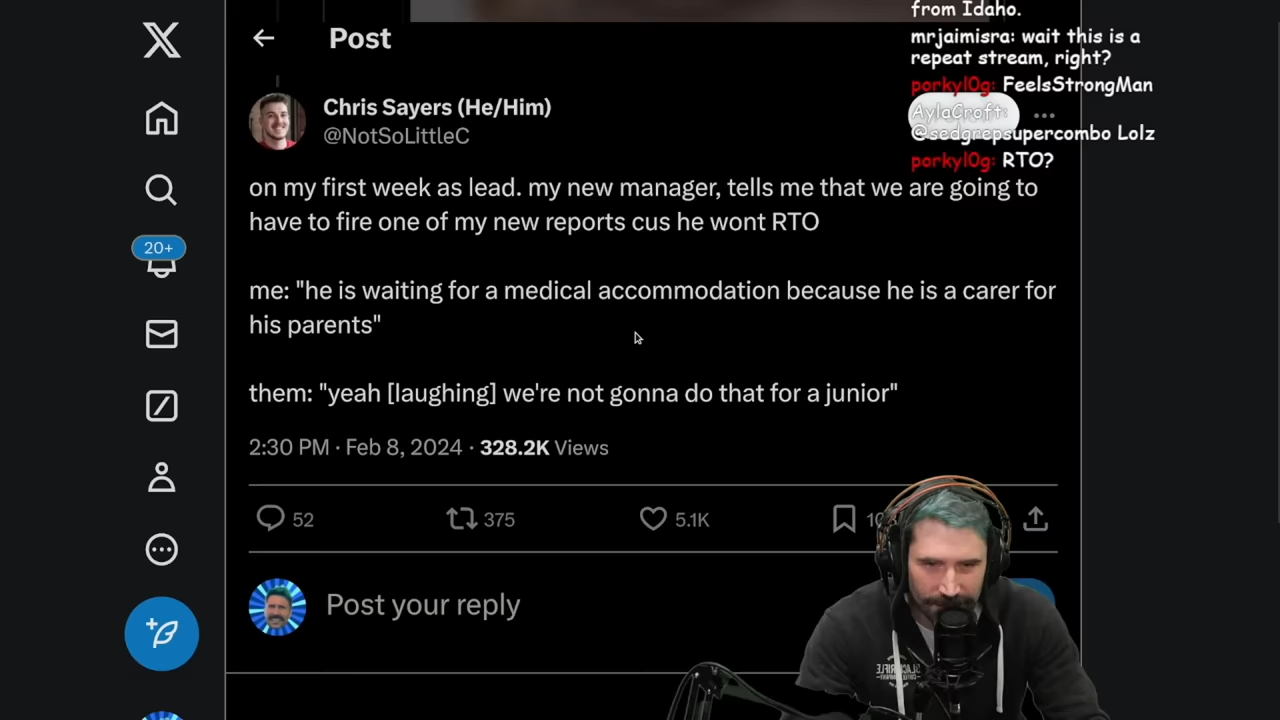 from Idaho.
mrjaimisra: wait this is a
repeat stream, right?
porkyl0g: FeelsStrongMan
AylaCroft:
@sedgrepsupercombo Lolz
porkyl0g: RTO?
Post
Chris Sayers (He/Him)
@NotSoLittleC
on my first week as lead. my new manager, tells me that we are going to
have to fire one of my new reports cus he wont RTO
me: "he is waiting for a medical accommodation because he is a carer for
his parents"
them: "yeah [laughing] we're not gonna do that for a junior"
2:30 PM · Feb 8, 2024 · 328.2K Views
52 375 5.1K
20+
Post your reply